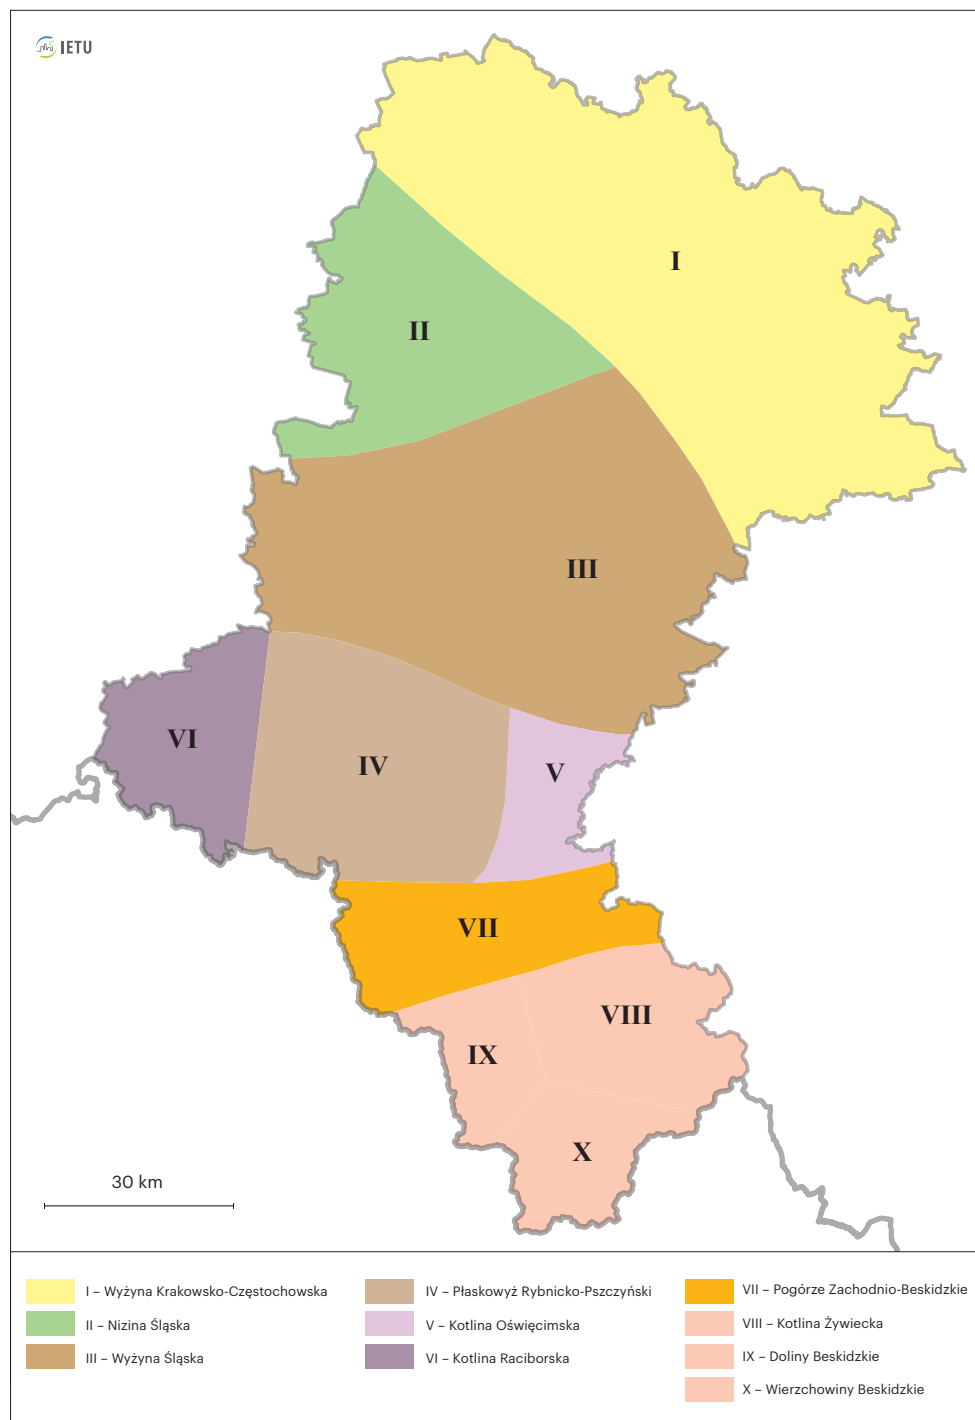 IETU
I
II
III
VI
IV
V
VII
VIII
IX
X
30 km
I – Wyżyna Krakowsko-Częstochowska
II – Nizina Śląska
III – Wyżyna Śląska
IV – Płaskowyż Rybnicko-Pszczyński
V – Kotlina Oświęcimska
VI – Kotlina Raciborska
VII – Pogórze Zachodnio-Beskidzkie
VIII – Kotlina Żywiecka
IX – Doliny Beskidzkie
X – Wierzchowiny Beskidzkie